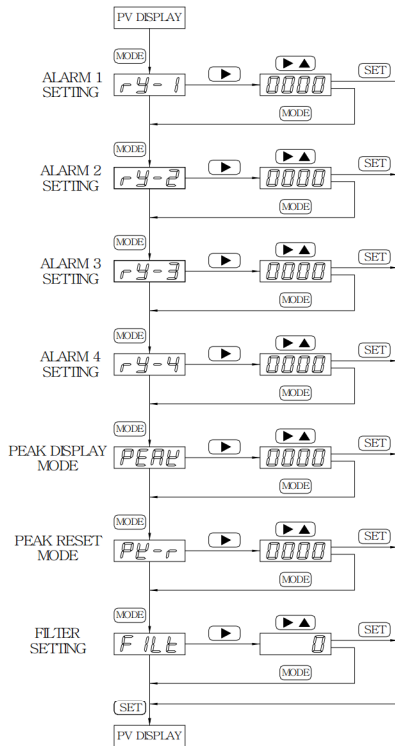 PV DISPLAY
MODE
ALARM 1
SETTING
ry-1
0000
SET
MODE
MODE
ALARM 2
SETTING
ry-2
0000
SET
MODE
MODE
ALARM 3
SETTING
ry-3
0000
SET
MODE
MODE
ALARM 4
SETTING
ry-4
0000
SET
MODE
MODE
PEAK DISPLAY
MODE
PEAK
0000
SET
MODE
MODE
PEAK RESET
MODE
PK-r
0000
SET
MODE
MODE
FILTER
SETTING
FILt
0
SET
MODE
SET
PV DISPLAY